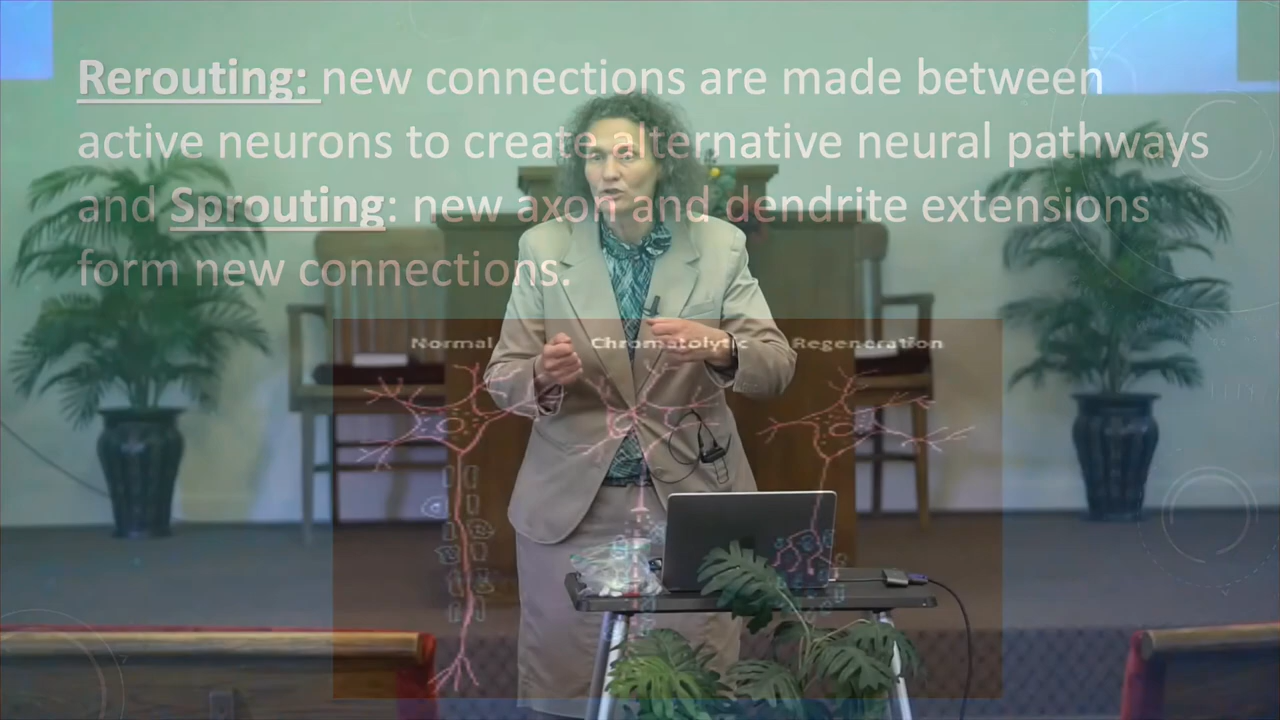 Rerouting: new connections are made between
active neurons to create alternative neural pathways
and Sprouting: new axon and dendrite extensions
form new connections.
Normal Chromatolytic Regeneration